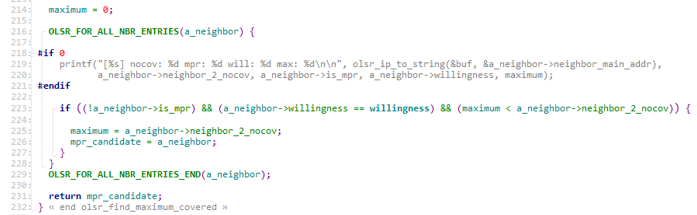 214: maximum = 0;
215:
216: OLSR_FOR_ALL_NBR_ENTRIES(a_neighbor) {
217:
218: #if 0
219: printf("[%s] nocov: %d mpr: %d will: %d max: %d\n\n", olsr_ip_to_string(&buf, &a_neighbor->neighbor_main_addr),
220: a_neighbor->neighbor_2_nocov, a_neighbor->is_mpr, a_neighbor->willingness, maximum);
221: #endif
222:
223: if ((!a_neighbor->is_mpr) && (a_neighbor->willingness == willingness) && (maximum < a_neighbor->neighbor_2_nocov)) {
224:
225: maximum = a_neighbor->neighbor_2_nocov;
226: mpr_candidate = a_neighbor;
227: }
228: }
229: OLSR_FOR_ALL_NBR_ENTRIES_END(a_neighbor);
230:
231: return mpr_candidate;
232: } « end olsr_find_maximum_covered »